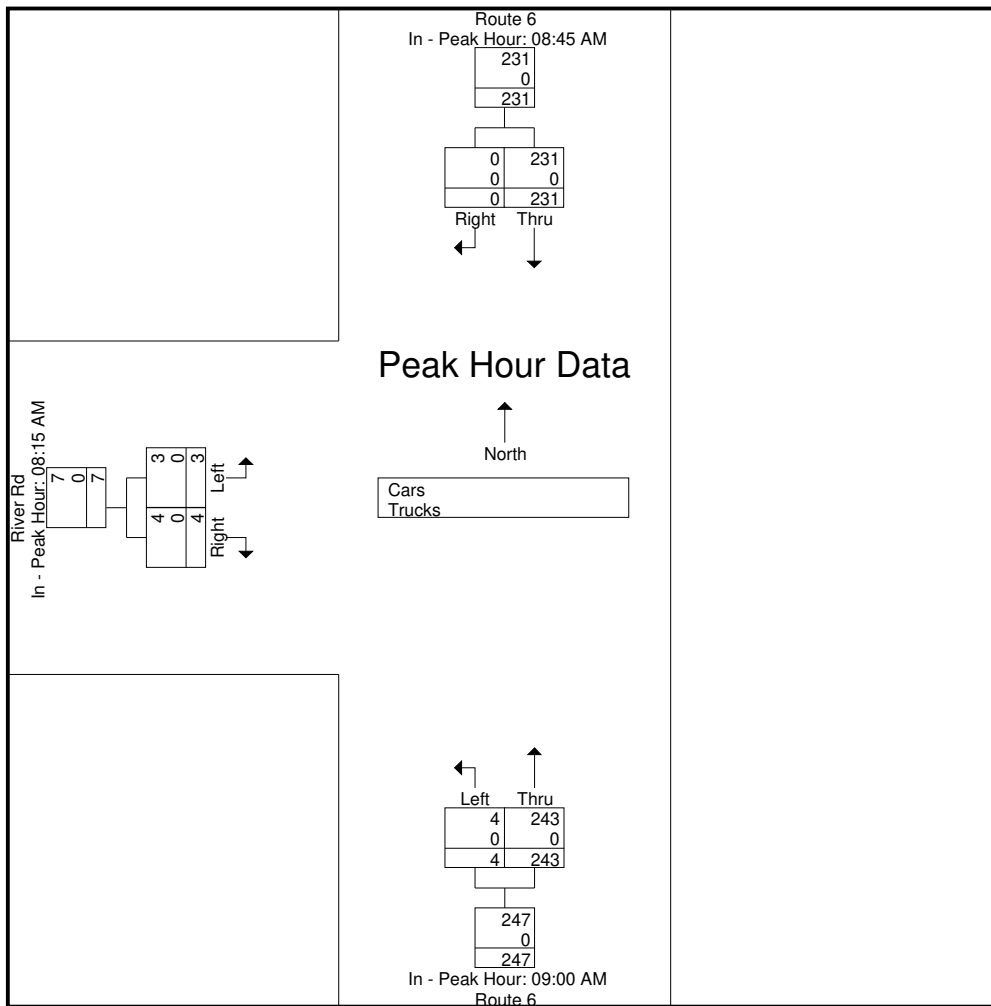 Route 6
In - Peak Hour: 08:45 AM
231
0
231
0 231
0 0
0 231
Right Thru
Peak Hour Data
North
Cars
Trucks
River Rd
In - Peak Hour: 08:15 AM
7
0
7
4 3
0 0
4 3
Right Left
Left Thru
4 243
0 0
4 243
247
0
247
In - Peak Hour: 09:00 AM
Route 6